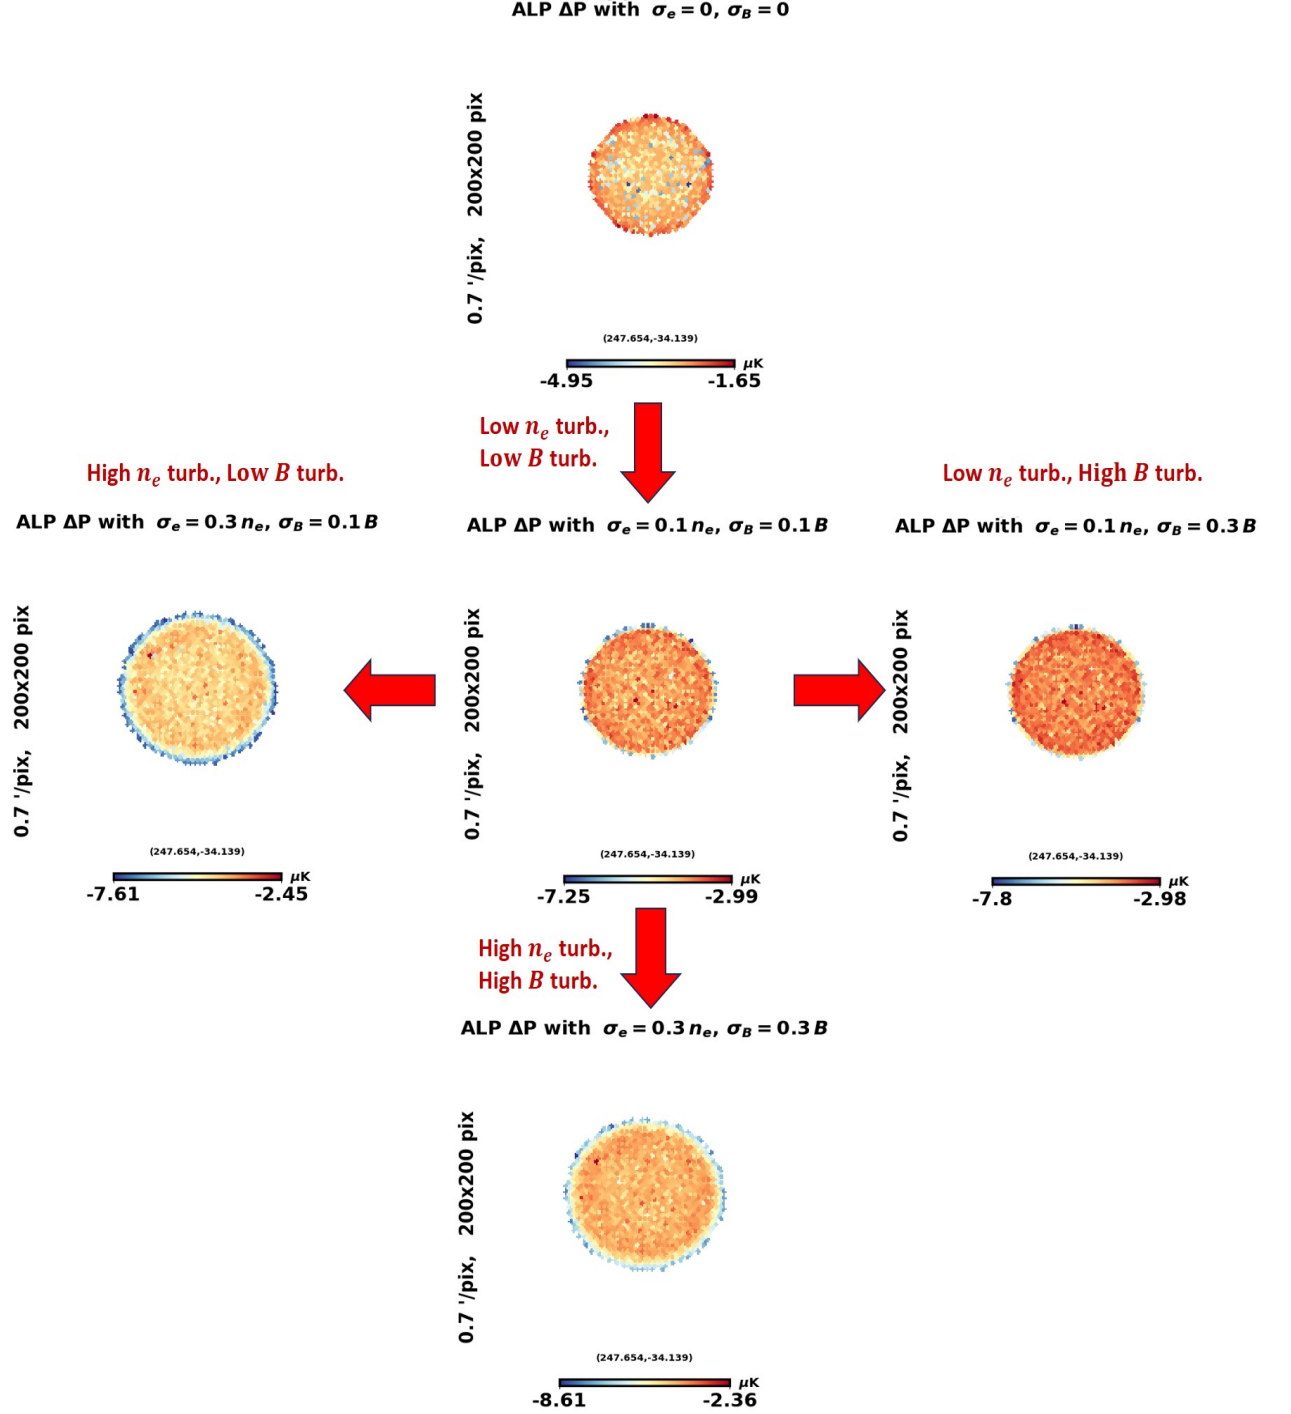 ALP ΔP with σₑ = 0, σ_B = 0
0.7 '/pix, 200x200 pix
(247.654,-34.139)
μK
-4.95 -1.65
Low nₑ turb.,
Low B turb.
High nₑ turb., Low B turb.
Low nₑ turb., High B turb.
ALP ΔP with σₑ = 0.3 nₑ, σ_B = 0.1 B
ALP ΔP with σₑ = 0.1 nₑ, σ_B = 0.1 B
ALP ΔP with σₑ = 0.1 nₑ, σ_B = 0.3 B
0.7 '/pix, 200x200 pix
0.7 '/pix, 200x200 pix
0.7 '/pix, 200x200 pix
(247.654,-34.139)
(247.654,-34.139)
(247.654,-34.139)
μK
-7.61 -2.45
μK
-7.25 -2.99
μK
-7.8 -2.98
High nₑ turb.,
High B turb.
ALP ΔP with σₑ = 0.3 nₑ, σ_B = 0.3 B
0.7 '/pix, 200x200 pix
(247.654,-34.139)
μK
-8.61 -2.36